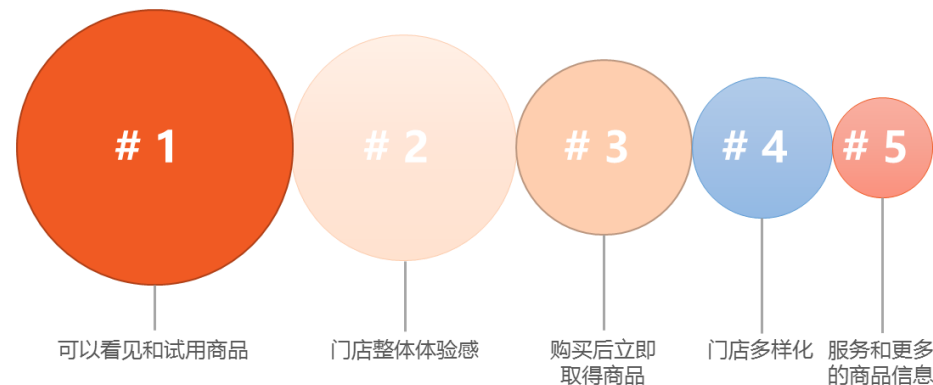 # 1
# 2
# 3
# 4
# 5
可以看见和试用商品
门店整体体验感
购买后立即
取得商品
门店多样化
服务和更多
的商品信息